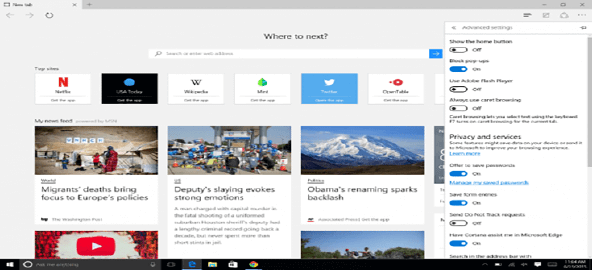 New tab
Where to next?
Search or enter web address
Top sites
Netflix
Get the app
USA Today
Get the app
Wikipedia
Get the app
Mint
Get the app
Twitter
Open the app
OpenTable
Get the app
My news feed powered by MSN
World
Migrants' deaths bring
focus to Europe's policies
The Washington Post
US
Deputy's slaying evokes
strong emotions
A man charged with capital murder in
the fatal shooting of a uniformed
suburban Houston sheriff's deputy had
a lengthy criminal record going back a
decade, but never spent more than
short stints in jail.
Politics
Obama's renaming sparks
backlash
Associated Press
Get the app
Advanced settings
Show the home button
Off
Block pop-ups
On
Use Adobe Flash Player
Off
Always use caret browsing
Off
Caret browsing lets you select text using the keyboard.
F7 turns on caret browsing for the current tab.
Privacy and services
Some features might save data on your device or send it
to Microsoft to improve your browsing experience.
Learn more
Offer to save passwords
On
Manage my saved passwords
Save form entries
On
Send Do Not Track requests
Off
Have Cortana assist me in Microsoft Edge
On
Search in the address bar with
Ask me anything